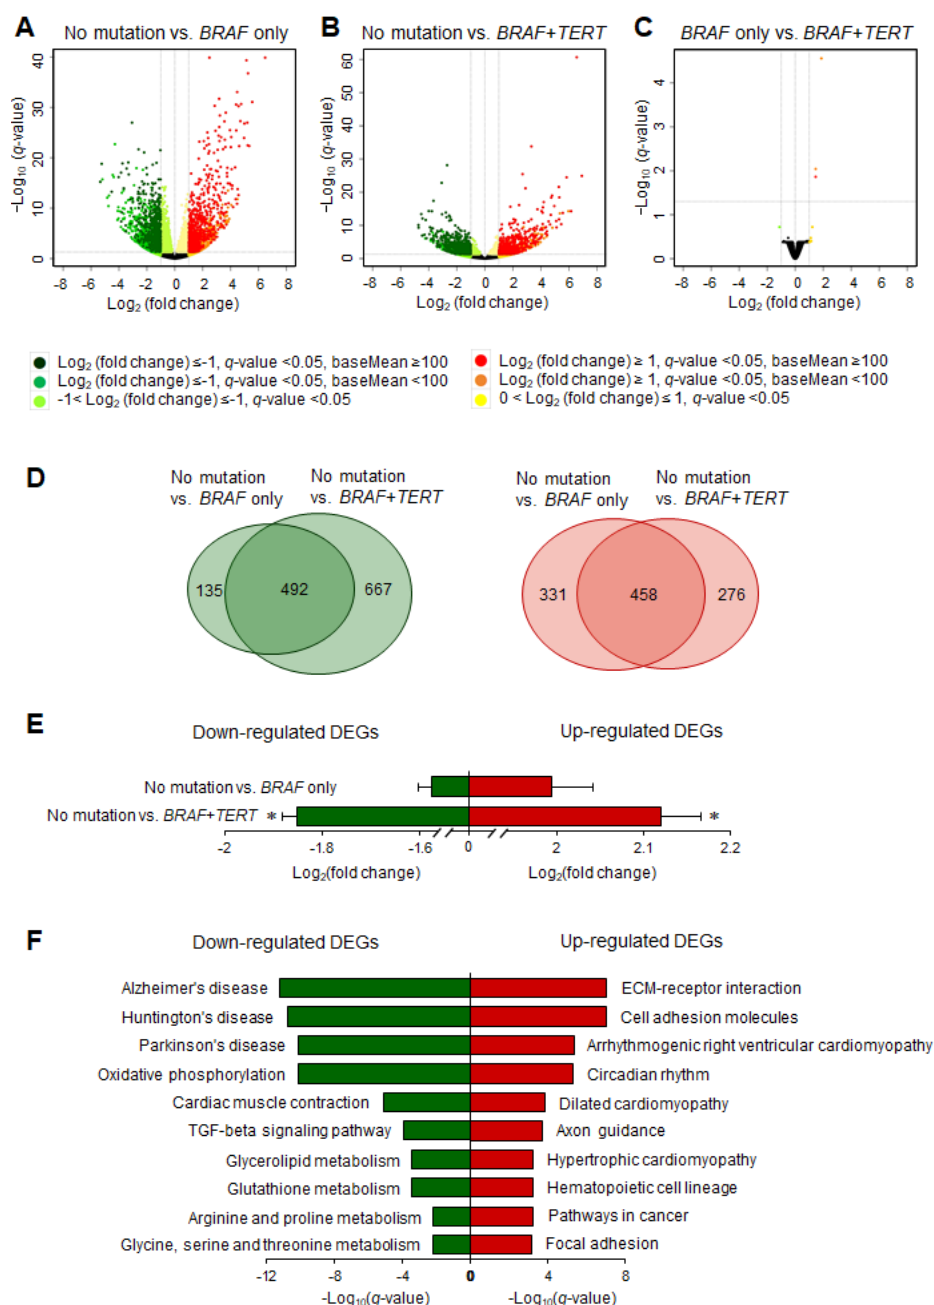 A No mutation vs. BRAF only
B No mutation vs. BRAF+TERT
C BRAF only vs. BRAF+TERT
-Log10 (q-value)
40
30
20
10
0
-8 -6 -4 -2 0 2 4 6 8
Log2 (fold change)
-Log10 (q-value)
60
50
40
30
20
10
0
-8 -6 -4 -2 0 2 4 6 8
Log2 (fold change)
-Log10 (q-value)
4
3
2
1
0
-8 -6 -4 -2 0 2 4 6 8
Log2 (fold change)
Log2 (fold change) ≤-1, q-value <0.05, baseMean ≥100
Log2 (fold change) ≤-1, q-value <0.05, baseMean <100
-1< Log2 (fold change) ≤-1, q-value <0.05
Log2 (fold change) ≥ 1, q-value <0.05, baseMean ≥100
Log2 (fold change) ≥ 1, q-value <0.05, baseMean <100
0 < Log2 (fold change) ≤ 1, q-value <0.05
D
No mutation
vs. BRAF only
No mutation
vs. BRAF+TERT
135 492 667
No mutation
vs. BRAF only
No mutation
vs. BRAF+TERT
331 458 276
E
Down-regulated DEGs
Up-regulated DEGs
No mutation vs. BRAF only
No mutation vs. BRAF+TERT * *
-2 -1.8 -1.6 0 2 2.1 2.2
Log2(fold change)
Log2(fold change)
F
Down-regulated DEGs
Up-regulated DEGs
Alzheimer's disease
ECM-receptor interaction
Huntington's disease
Cell adhesion molecules
Parkinson's disease
Arrhythmogenic right ventricular cardiomyopathy
Oxidative phosphorylation
Circadian rhythm
Cardiac muscle contraction
Dilated cardiomyopathy
TGF-beta signaling pathway
Axon guidance
Glycerolipid metabolism
Hypertrophic cardiomyopathy
Glutathione metabolism
Hematopoietic cell lineage
Arginine and proline metabolism
Pathways in cancer
Glycine, serine and threonine metabolism
Focal adhesion
-12 -8 -4 0 4 8
-Log10(q-value)
-Log10(q-value)